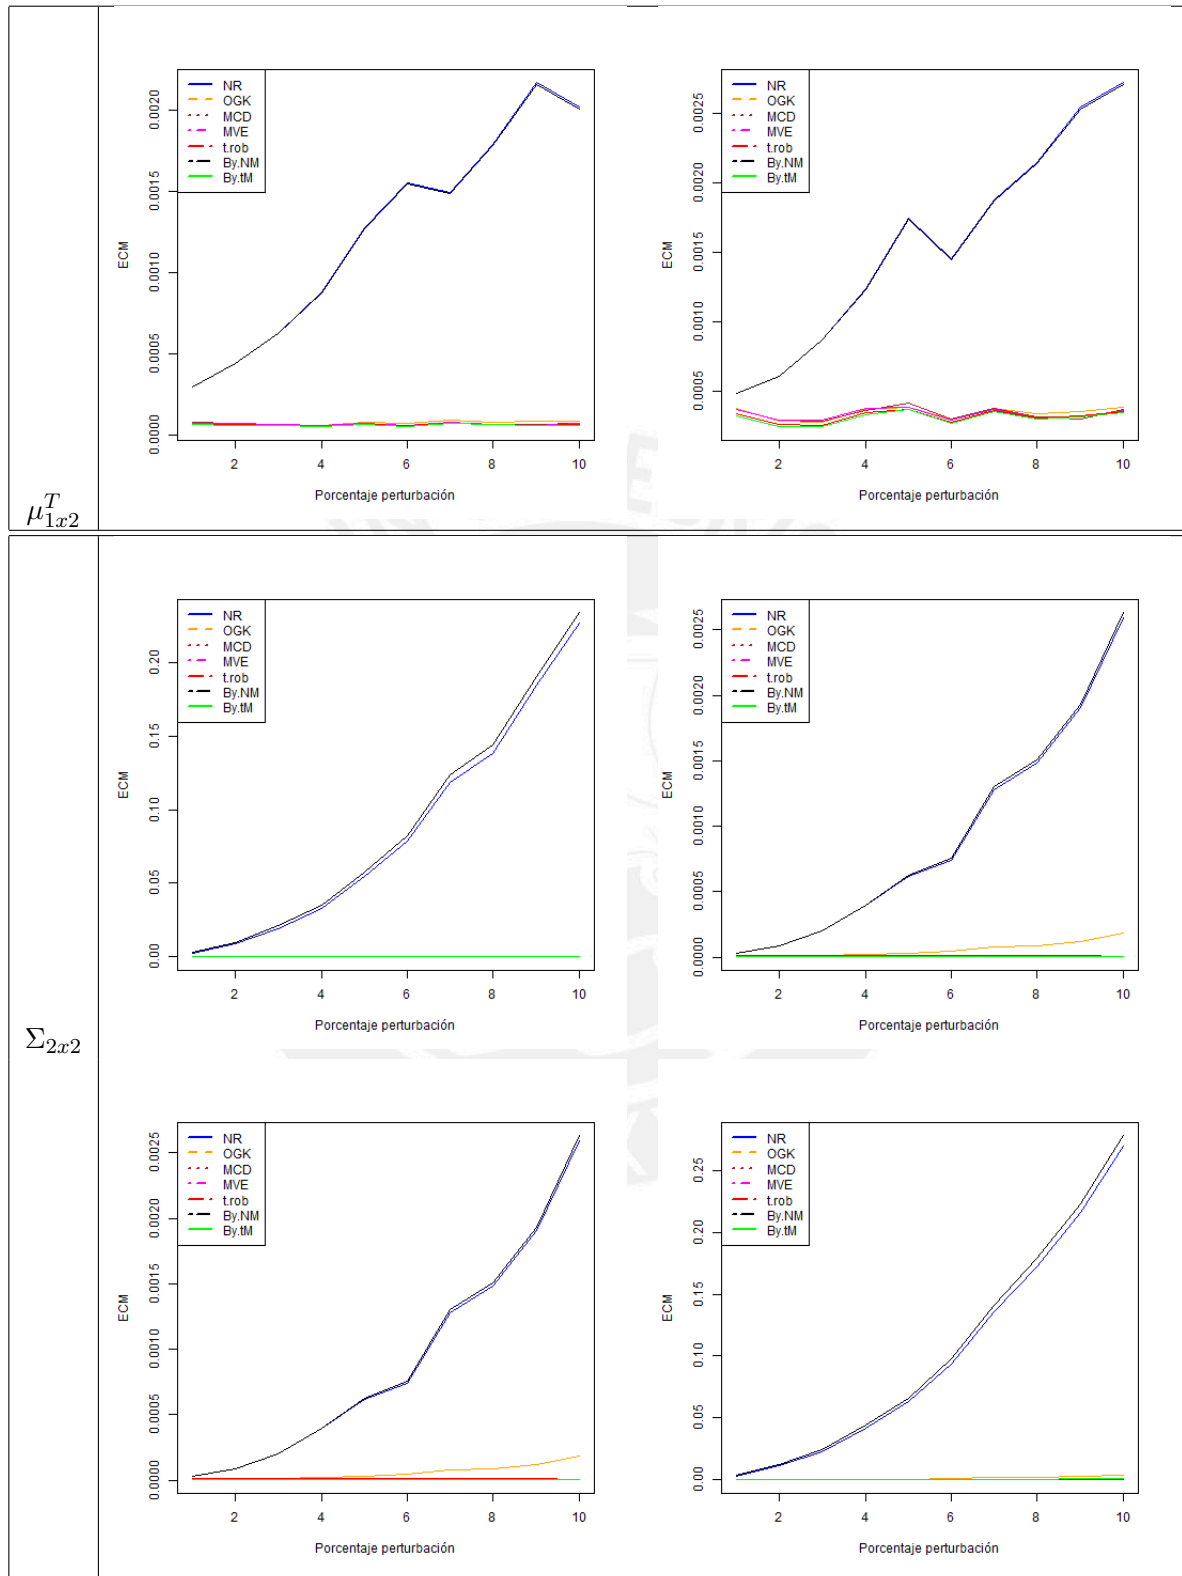 NR
OGK
MCD
MVE
t.rob
By.NM
By.tM
ECM
0.0000 0.0005 0.0010 0.0015 0.0020
2 4 6 8 10
Porcentaje perturbación
NR
OGK
MCD
MVE
t.rob
By.NM
By.tM
ECM
0.0005 0.0010 0.0015 0.0020 0.0025
2 4 6 8 10
Porcentaje perturbación
μ^T_{1x2}
NR
OGK
MCD
MVE
t.rob
By.NM
By.tM
ECM
0.00 0.05 0.10 0.15 0.20
2 4 6 8 10
Porcentaje perturbación
NR
OGK
MCD
MVE
t.rob
By.NM
By.tM
ECM
0.0000 0.0005 0.0010 0.0015 0.0020 0.0025
2 4 6 8 10
Porcentaje perturbación
Σ_{2x2}
NR
OGK
MCD
MVE
t.rob
By.NM
By.tM
ECM
0.0000 0.0005 0.0010 0.0015 0.0020 0.0025
2 4 6 8 10
Porcentaje perturbación
NR
OGK
MCD
MVE
t.rob
By.NM
By.tM
ECM
0.00 0.05 0.10 0.15 0.20 0.25
2 4 6 8 10
Porcentaje perturbación